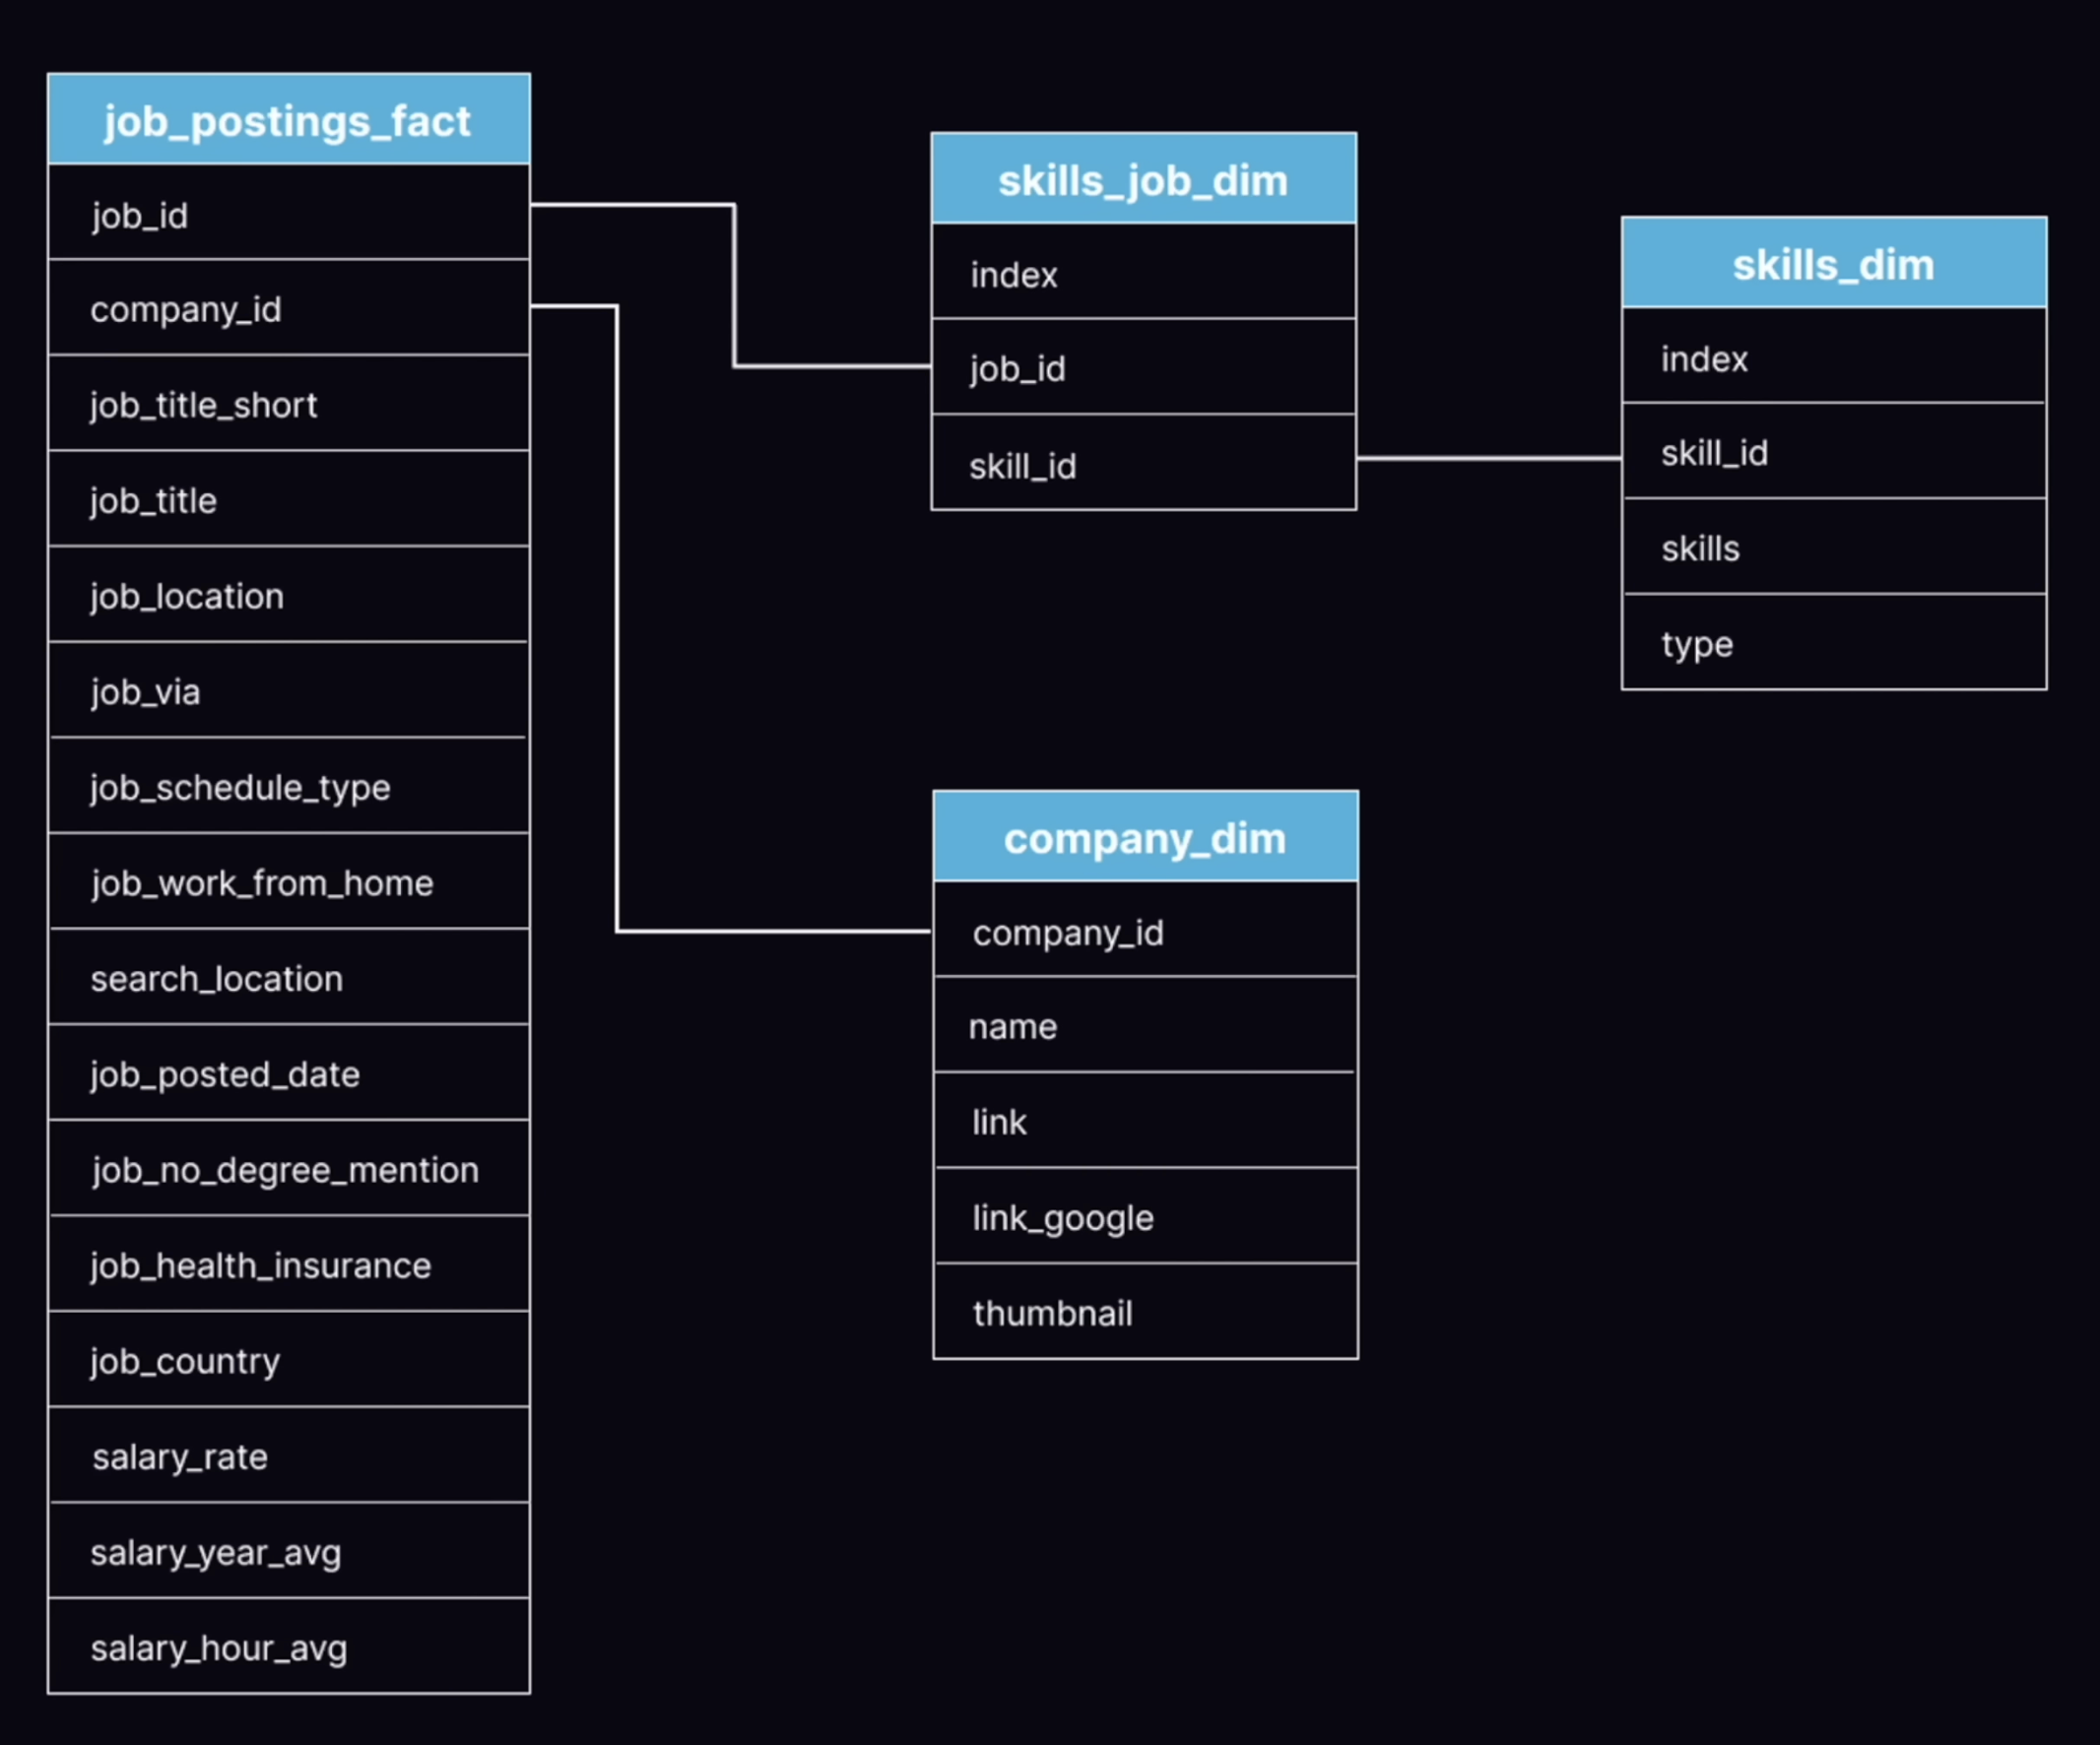 job_postings_fact
job_id
company_id
job_title_short
job_title
job_location
job_via
job_schedule_type
job_work_from_home
search_location
job_posted_date
job_no_degree_mention
job_health_insurance
job_country
salary_rate
salary_year_avg
salary_hour_avg
skills_job_dim
index
job_id
skill_id
skills_dim
index
skill_id
skills
type
company_dim
company_id
name
link
link_google
thumbnail